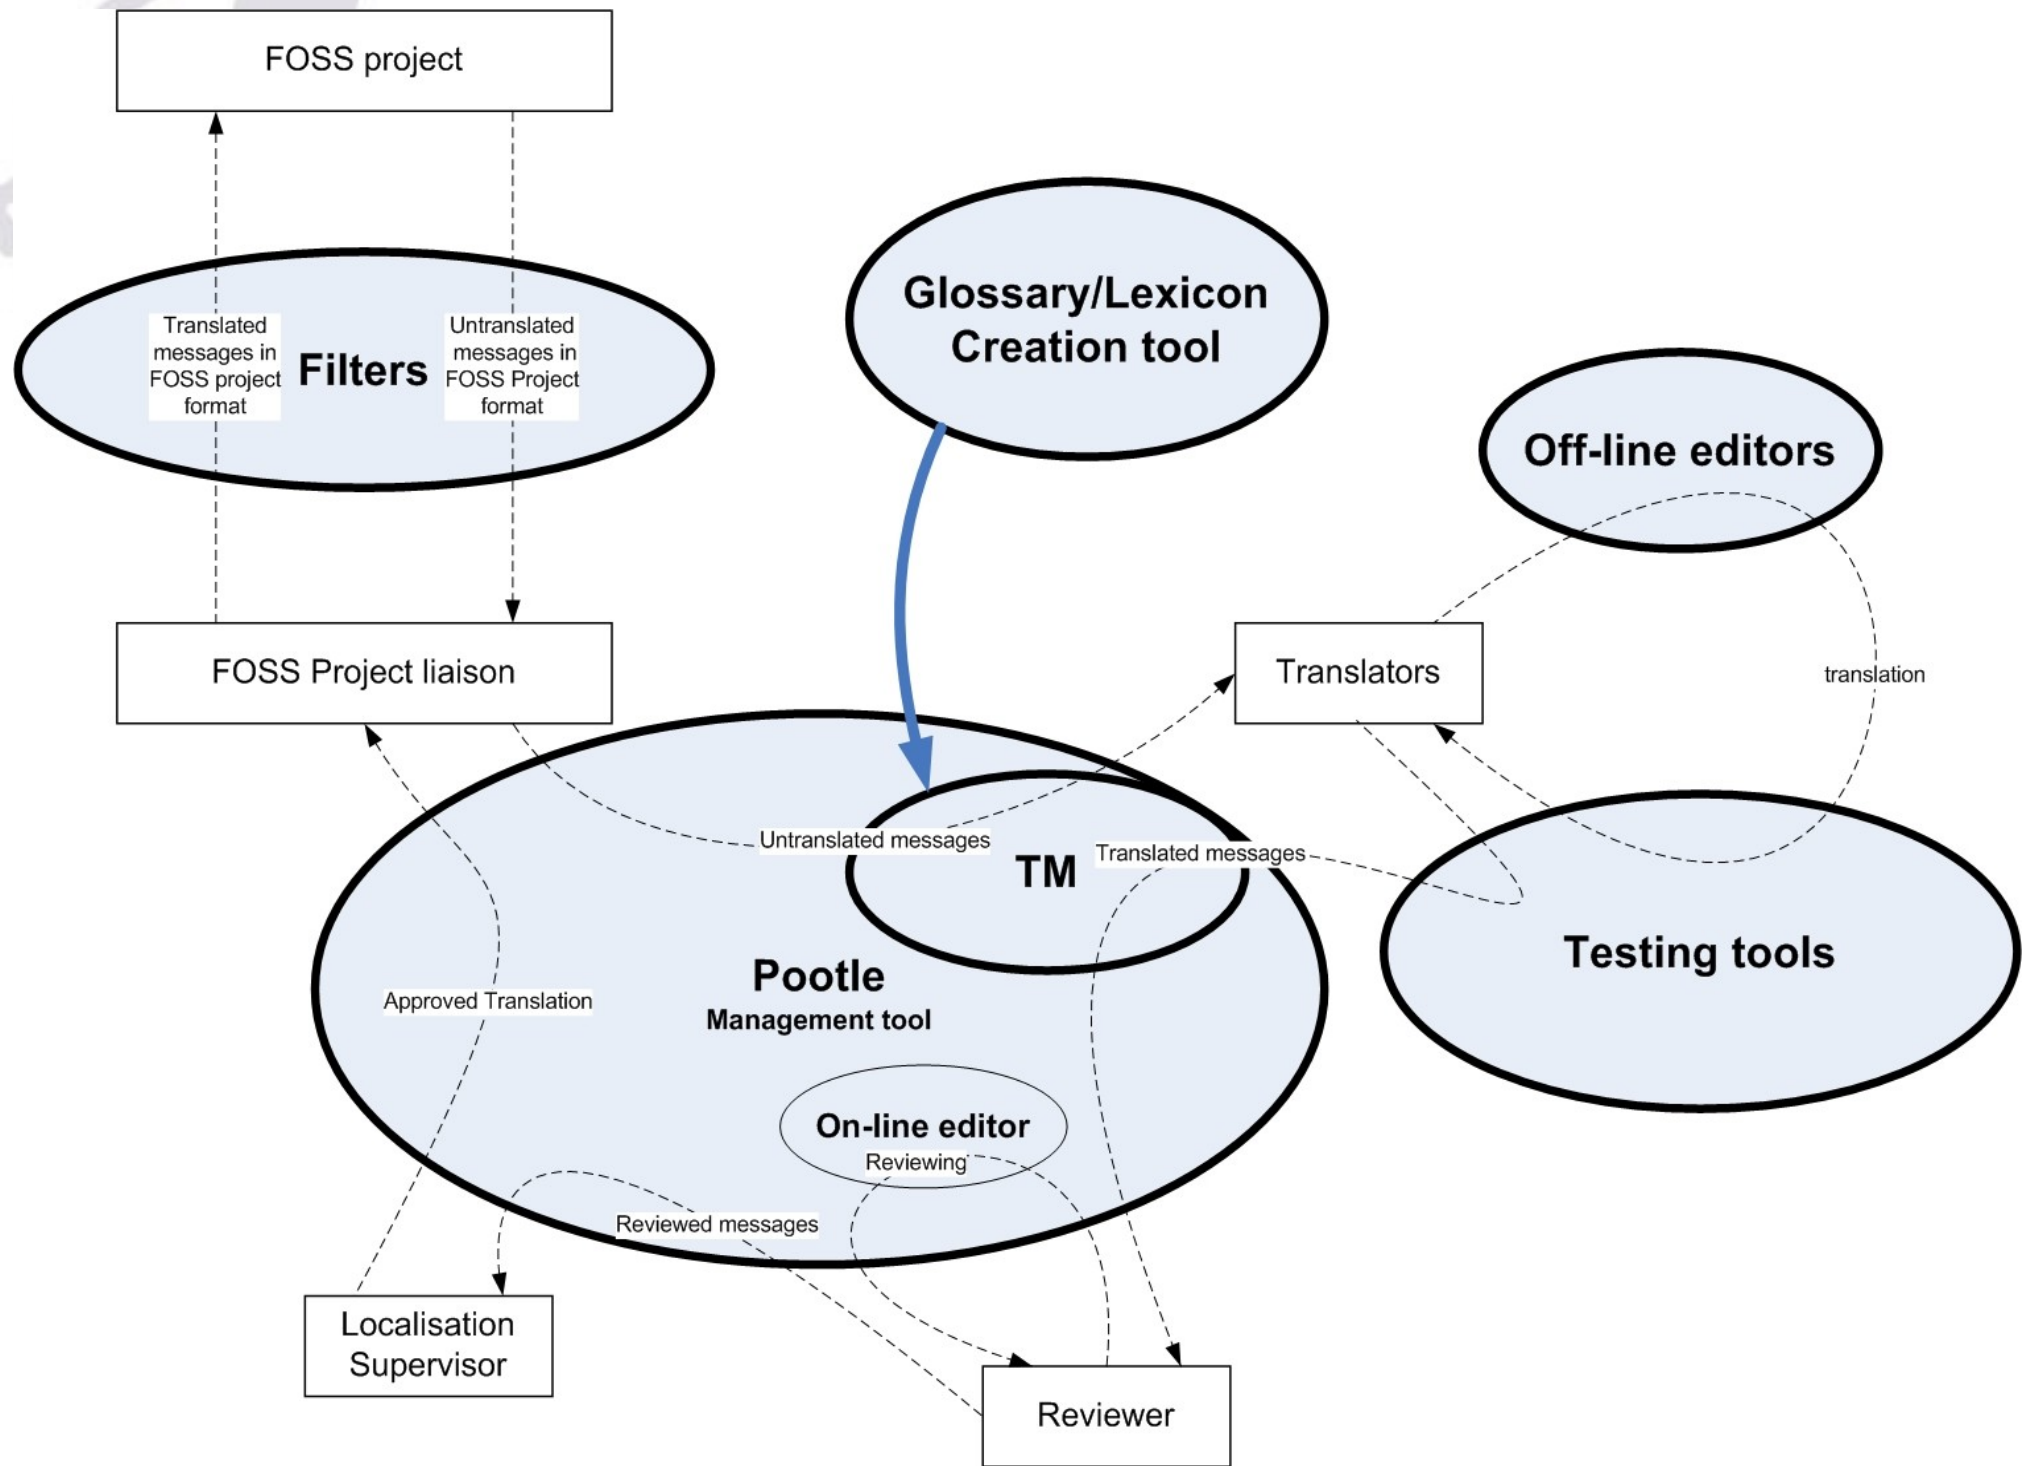 FOSS project
Translated
messages in
FOSS project
format
Filters
Untranslated
messages in
FOSS Project
format
Glossary/Lexicon
Creation tool
Off-line editors
FOSS Project liaison
Translators
translation
Untranslated messages
TM
Translated messages
Testing tools
Pootle
Management tool
Approved Translation
On-line editor
Reviewing
Reviewed messages
Localisation
Supervisor
Reviewer